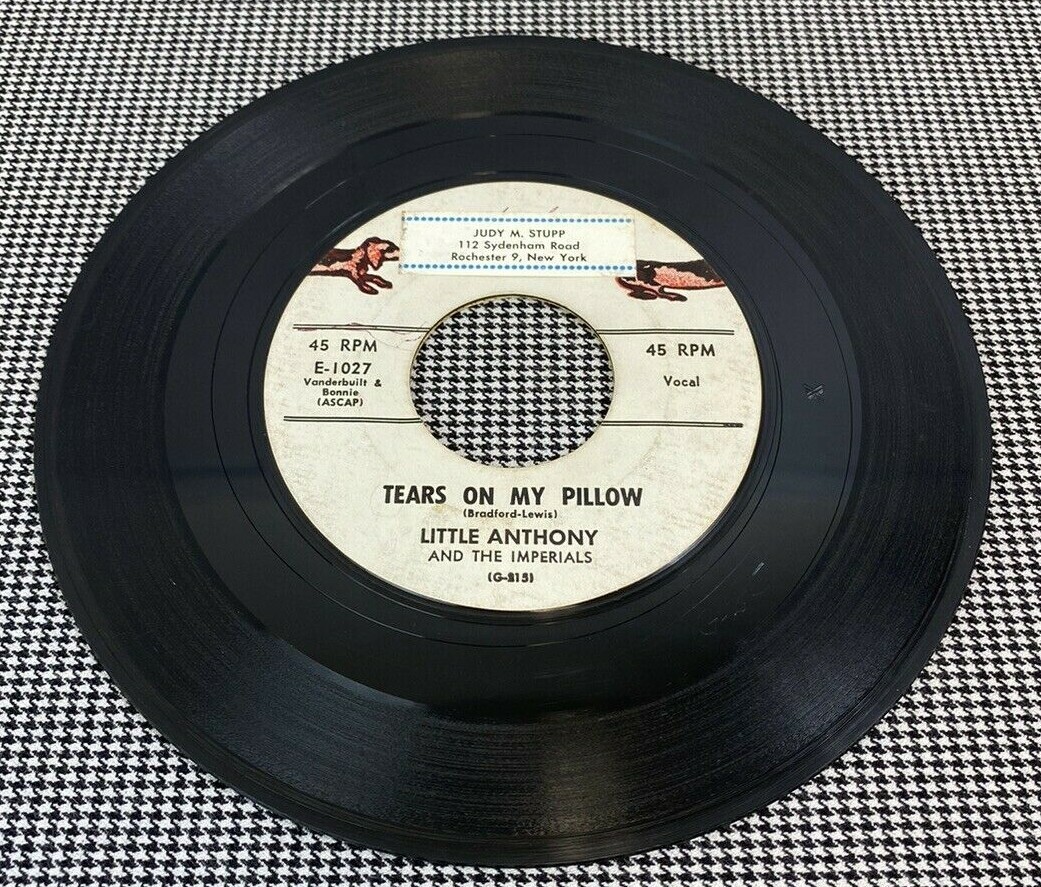 JUDY M. STUPP
112 Sydenham Road
Rochester 9, New York
45 RPM
E-1027
Vanderbuilt &
Bonnie
(ASCAP)
45 RPM
Vocal
TEARS ON MY PILLOW
(Bradford-Lewis)
LITTLE ANTHONY
AND THE IMPERIALS
(G-215)